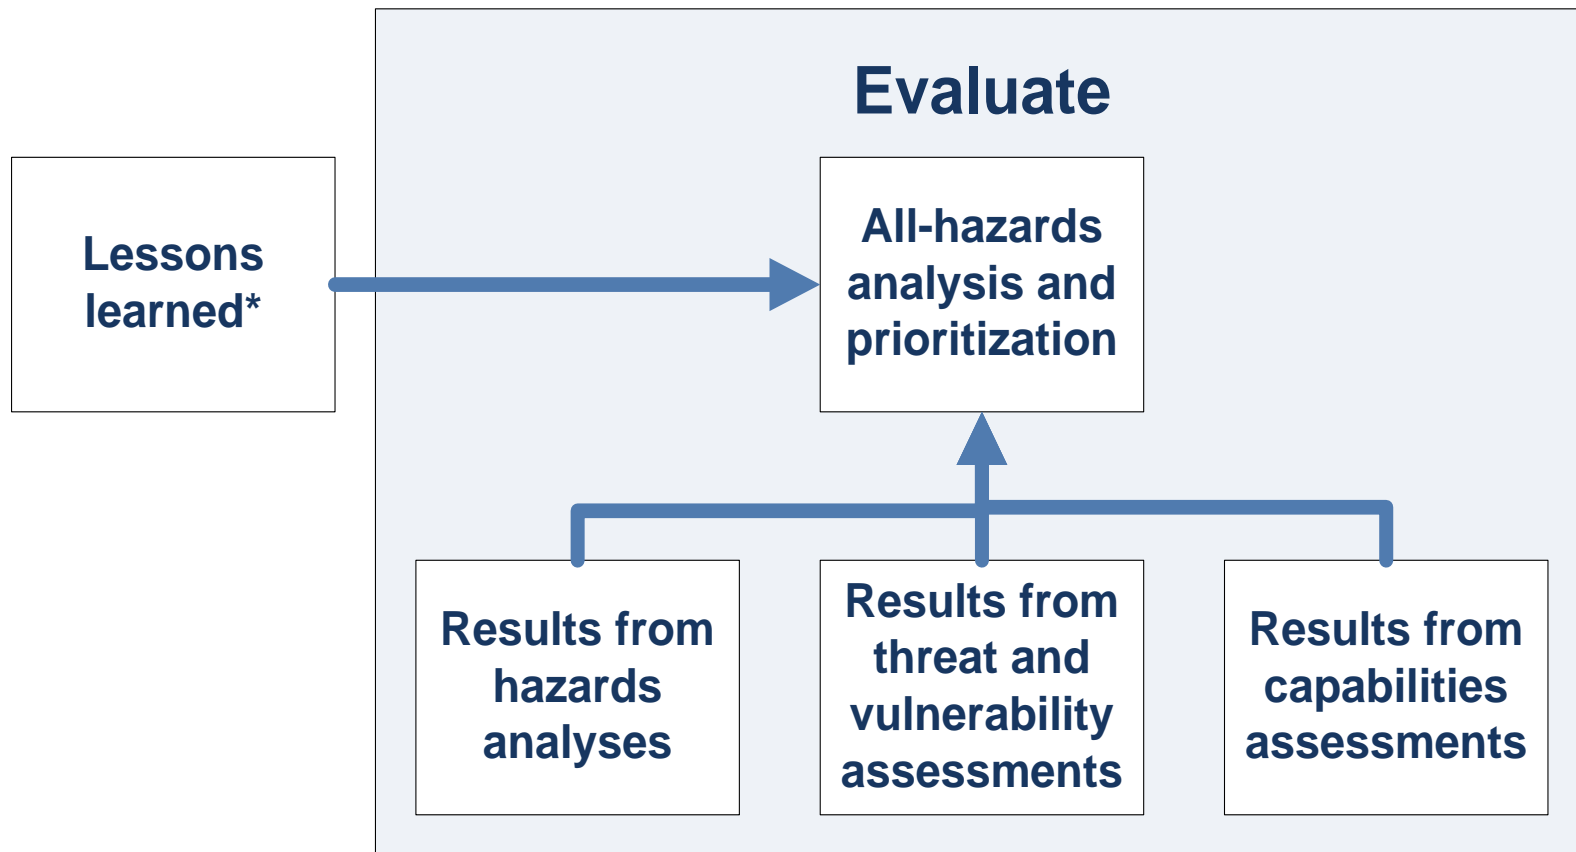 Evaluate
Lessons
learned*
All-hazards
analysis and
prioritization
Results from
hazards
analyses
Results from
threat and
vulnerability
assessments
Results from
capabilities
assessments